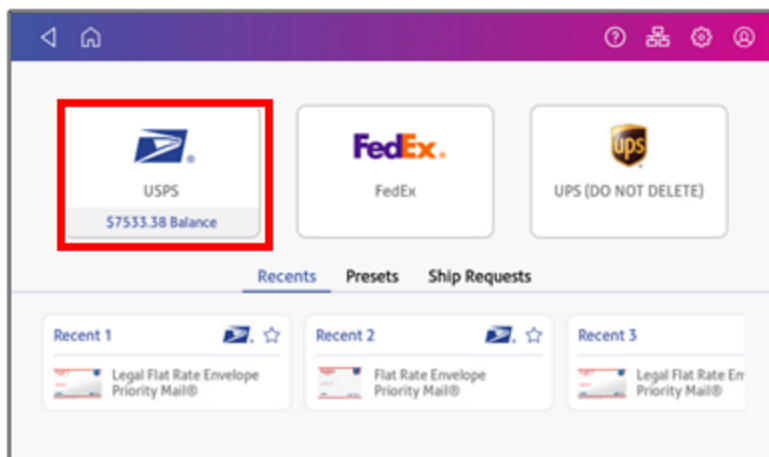 FedEx.
ups
USPS
FedEx
UPS (DO NOT DELETE)
$7533.38 Balance
Recents
Presets
Ship Requests
Recent 1
Recent 2
Recent 3
Legal Flat Rate Envelope
Priority Mail®
Flat Rate Envelope
Priority Mail®
Legal Flat Rate En
Priority Mail®